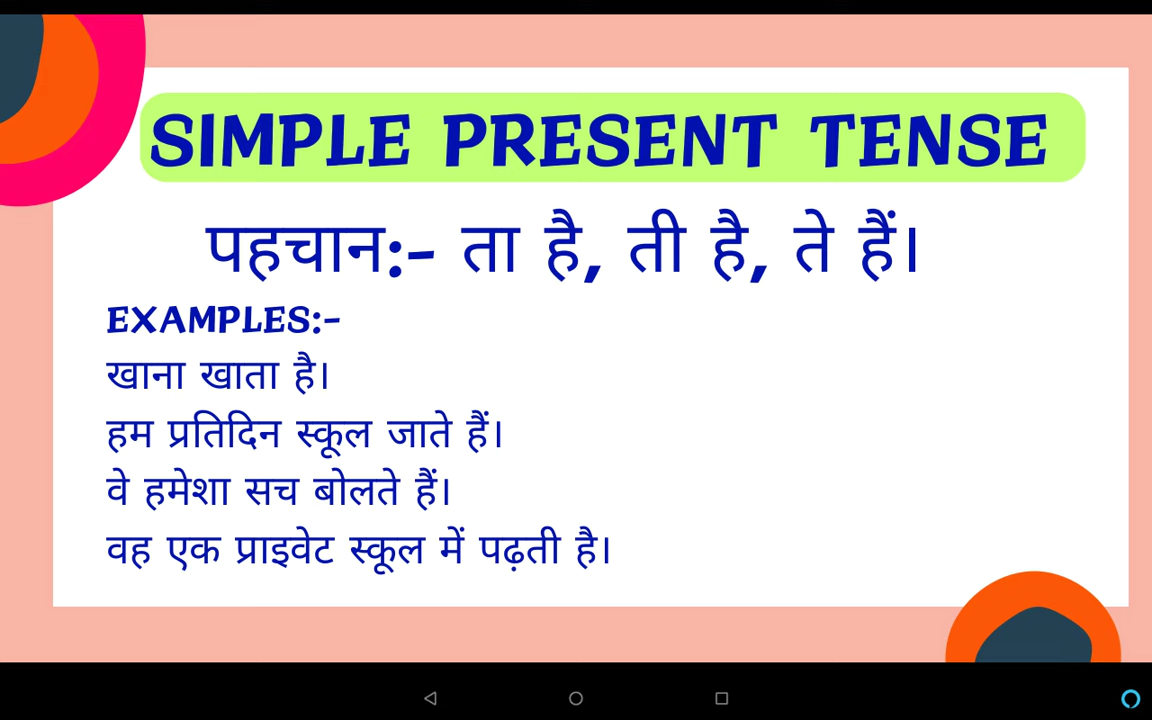 SIMPLE PRESENT TENSE
पहचान:- ता है, ती है, ते हैं।
EXAMPLES:-
खाना खाता है।
हम प्रतिदिन स्कूल जाते हैं।
वे हमेशा सच बोलते हैं।
वह एक प्राइवेट स्कूल में पढ़ती है।